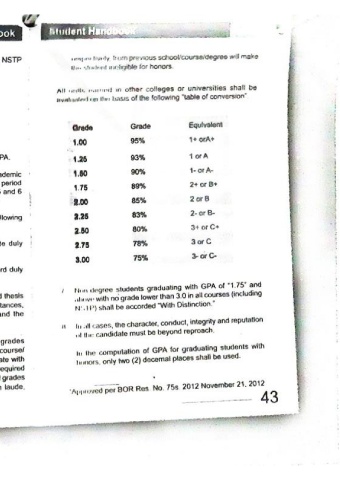 ook
Student Handbook
NSTP
from previous school/course/degree will make
the student ineligible for honors.
All units earned in other colleges or universities shall be
evaluated on the basis of the following "table of conversion"
Grade Grade Equivalent
1.00 95% 1+ orA+
1.25 93% 1 or A
1.50 90% 1- or A-
1.75 89% 2+ or B+
2.00 85% 2 or B
2.25 83% 2- or B-
2.50 80% 3+ or C+
2.75 78% 3 or C
3.00 75% 3- or C-
PA.
ademic
period
and 6
llowing
te duly
rd duly
d thesis
tances,
and the
grades
course/
ate with
equired
grades
laude,
Non degree students graduating with GPA of "1.75" and
above with no grade lower than 3.0 in all courses (including
NSTP) shall be accorded "With Distinction."
In all cases, the character, conduct, integrity and reputation
of the candidate must be beyond reproach.
In the computation of GPA for graduating students with
honors, only two (2) decimal places shall be used.
Approved per BOR Res. No. 75s. 2012 November 21, 2012
43